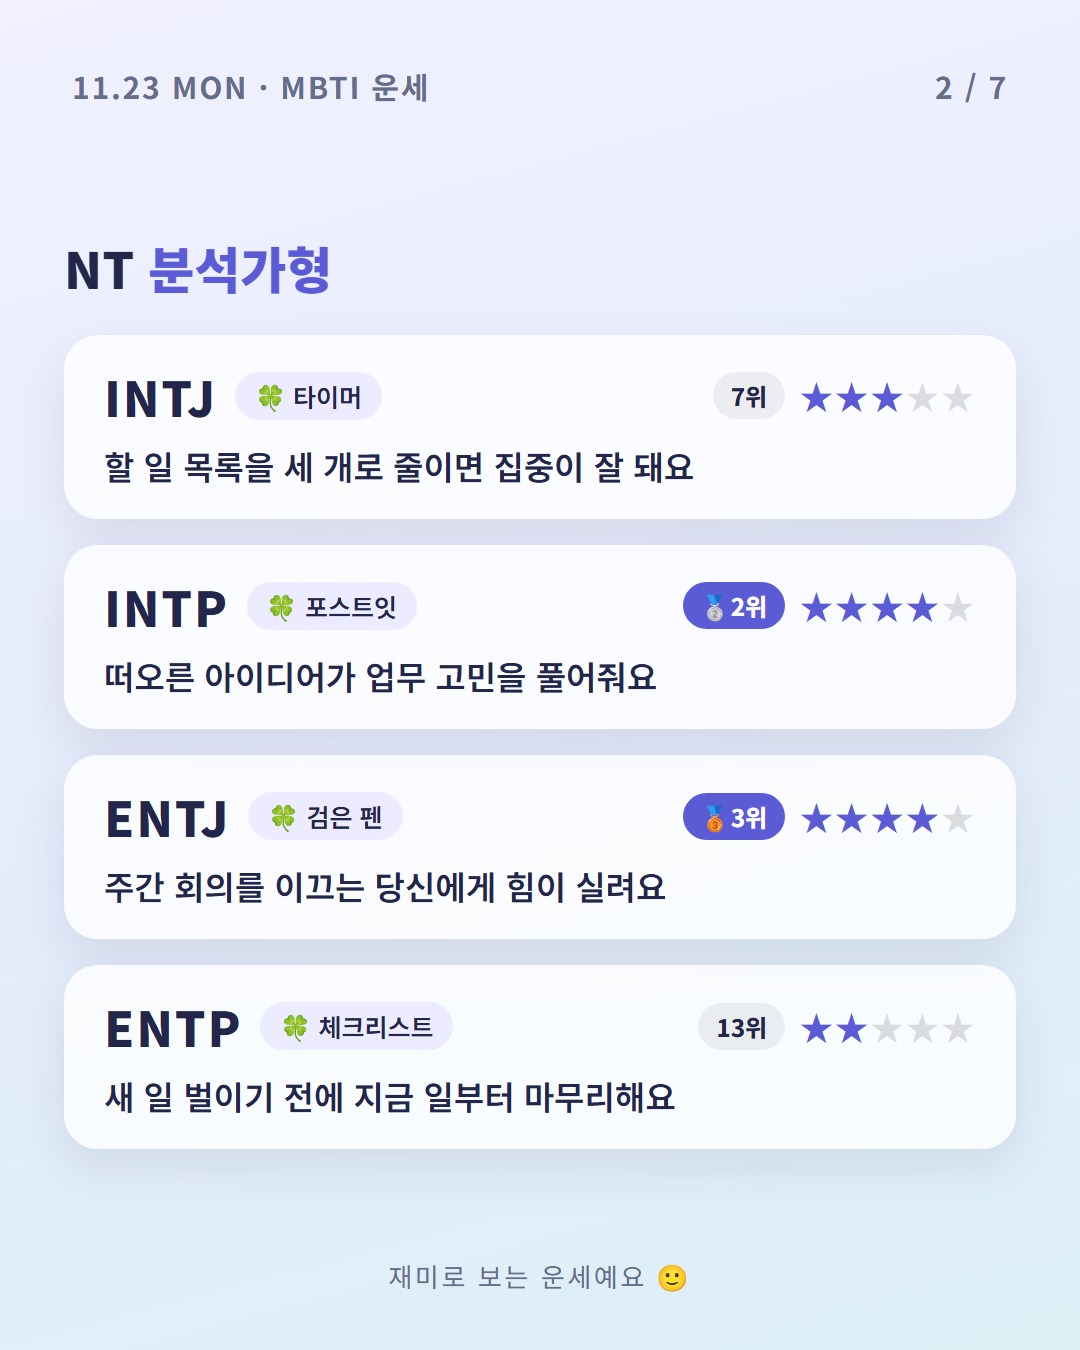 11.23 MON · MBTI 운세
2 / 7
NT 분석가형
INTJ 🍀 타이머 7위 ★★★★★
할 일 목록을 세 개로 줄이면 집중이 잘 돼요
INTP 🍀 포스트잇 🥈 2위 ★★★★★
떠오른 아이디어가 업무 고민을 풀어줘요
ENTJ 🍀 검은 펜 🥉 3위 ★★★★★
주간 회의를 이끄는 당신에게 힘이 실려요
ENTP 🍀 체크리스트 13위 ★★★★★
새 일 벌이기 전에 지금 일부터 마무리해요
재미로 보는 운세예요 🙂